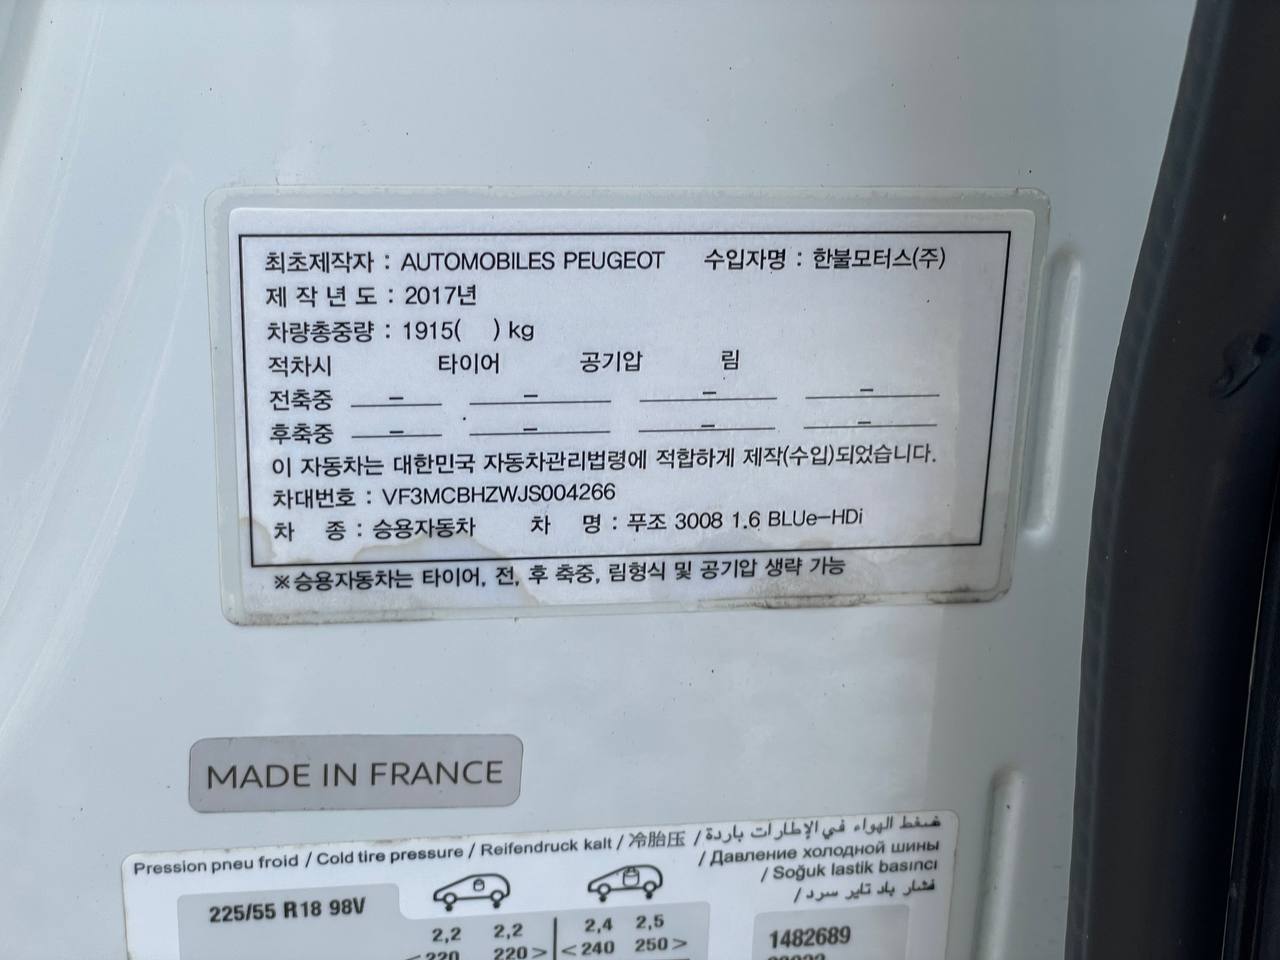 최초제작자 : AUTOMOBILES PEUGEOT 수입자명 : 한불모터스(주)
제 작 년 도 : 2017년
차량총중량 : 1915( ) kg
적차시 타이어 공기압 림
전축중 – – – –
후축중 – – – –
이 자동차는 대한민국 자동차관리법령에 적합하게 제작(수입)되었습니다.
차대번호 : VF3MCBHZWJS004266
차 종 : 승용자동차 차 명 : 푸조 3008 1.6 BLUe-HDi
※승용자동차는 타이어, 전, 후 축중, 림형식 및 공기압 생략 가능
MADE IN FRANCE
Pression pneu froid / Cold tire pressure / Reifendruck kalt / 冷胎压 / ضغط الهواء في الإطارات باردة
/ Давление холодной шины
/ Soğuk lastik basıncı
/ فشار باد تایر سرد
225/55 R18 98V
2,2 2,2 2,4 2,5
<220 220> <240 250>
1482689